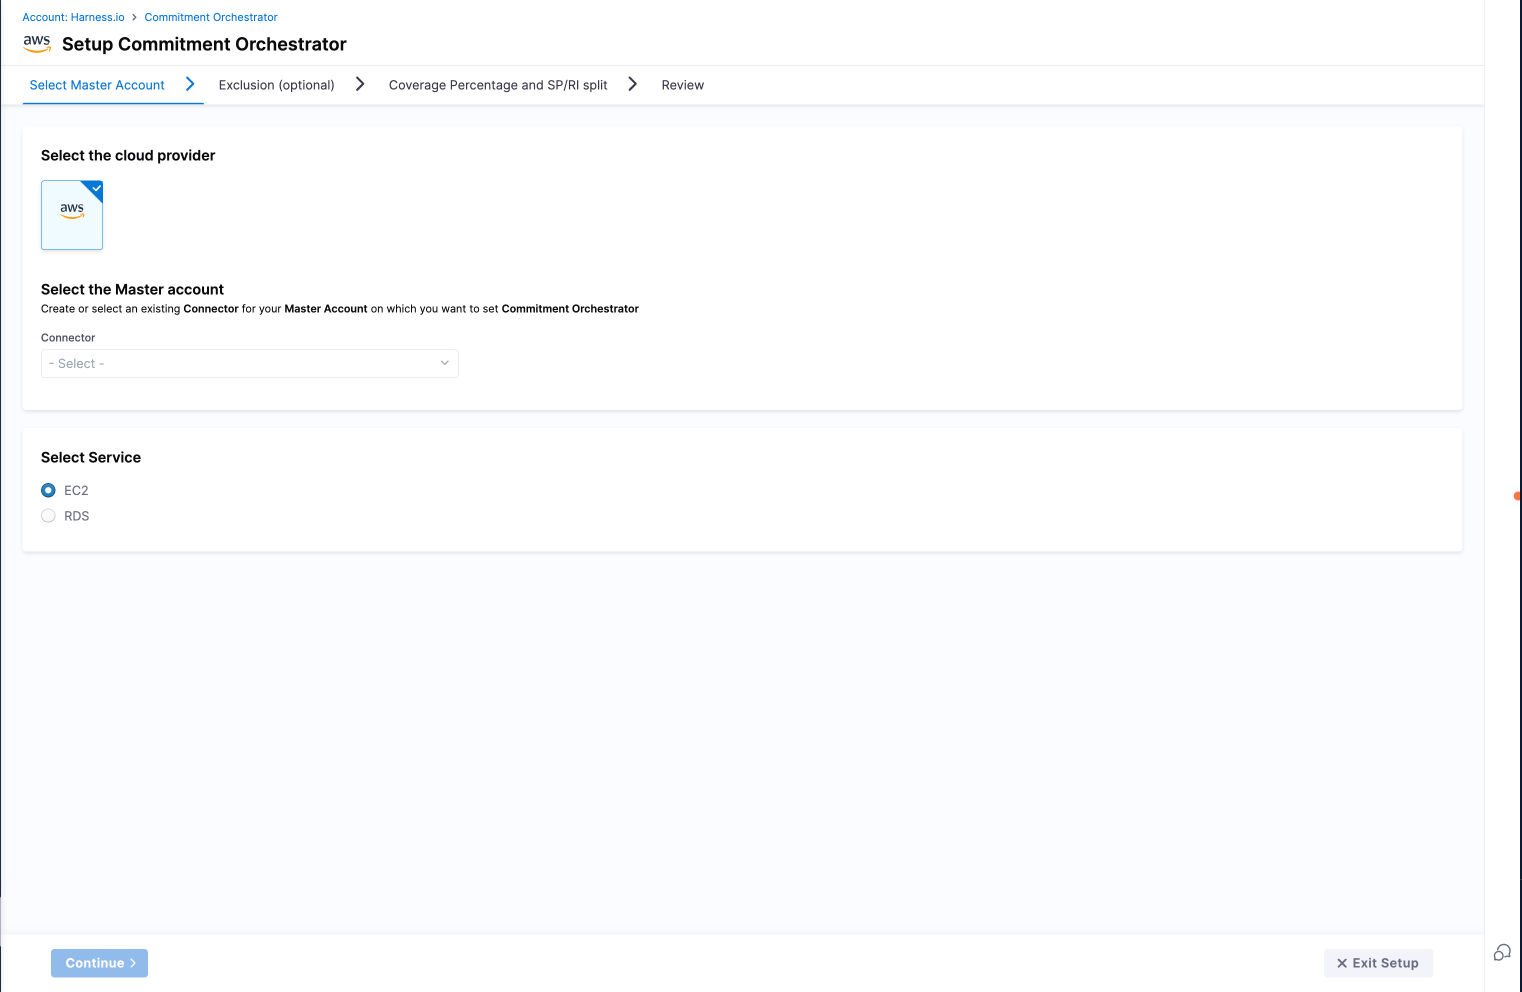 Account: Harness.io > Commitment Orchestrator
aws Setup Commitment Orchestrator
Select Master Account > Exclusion (optional) > Coverage Percentage and SP/RI split > Review
Select the cloud provider
aws
Select the Master account
Create or select an existing Connector for your Master Account on which you want to set Commitment Orchestrator
Connector
- Select -
Select Service
EC2
RDS
Continue >
Exit Setup